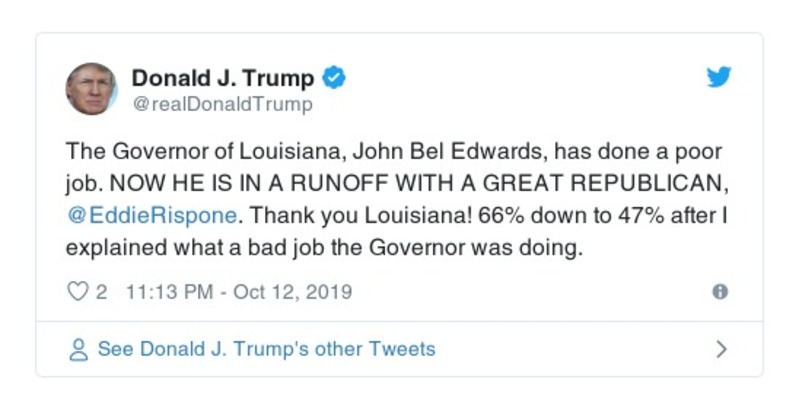 Donald J. Trump
@realDonaldTrump
The Governor of Louisiana, John Bel Edwards, has done a poor
job. NOW HE IS IN A RUNOFF WITH A GREAT REPUBLICAN,
@EddieRispone. Thank you Louisiana! 66% down to 47% after I
explained what a bad job the Governor was doing.
2 11:13 PM - Oct 12, 2019
See Donald J. Trump's other Tweets